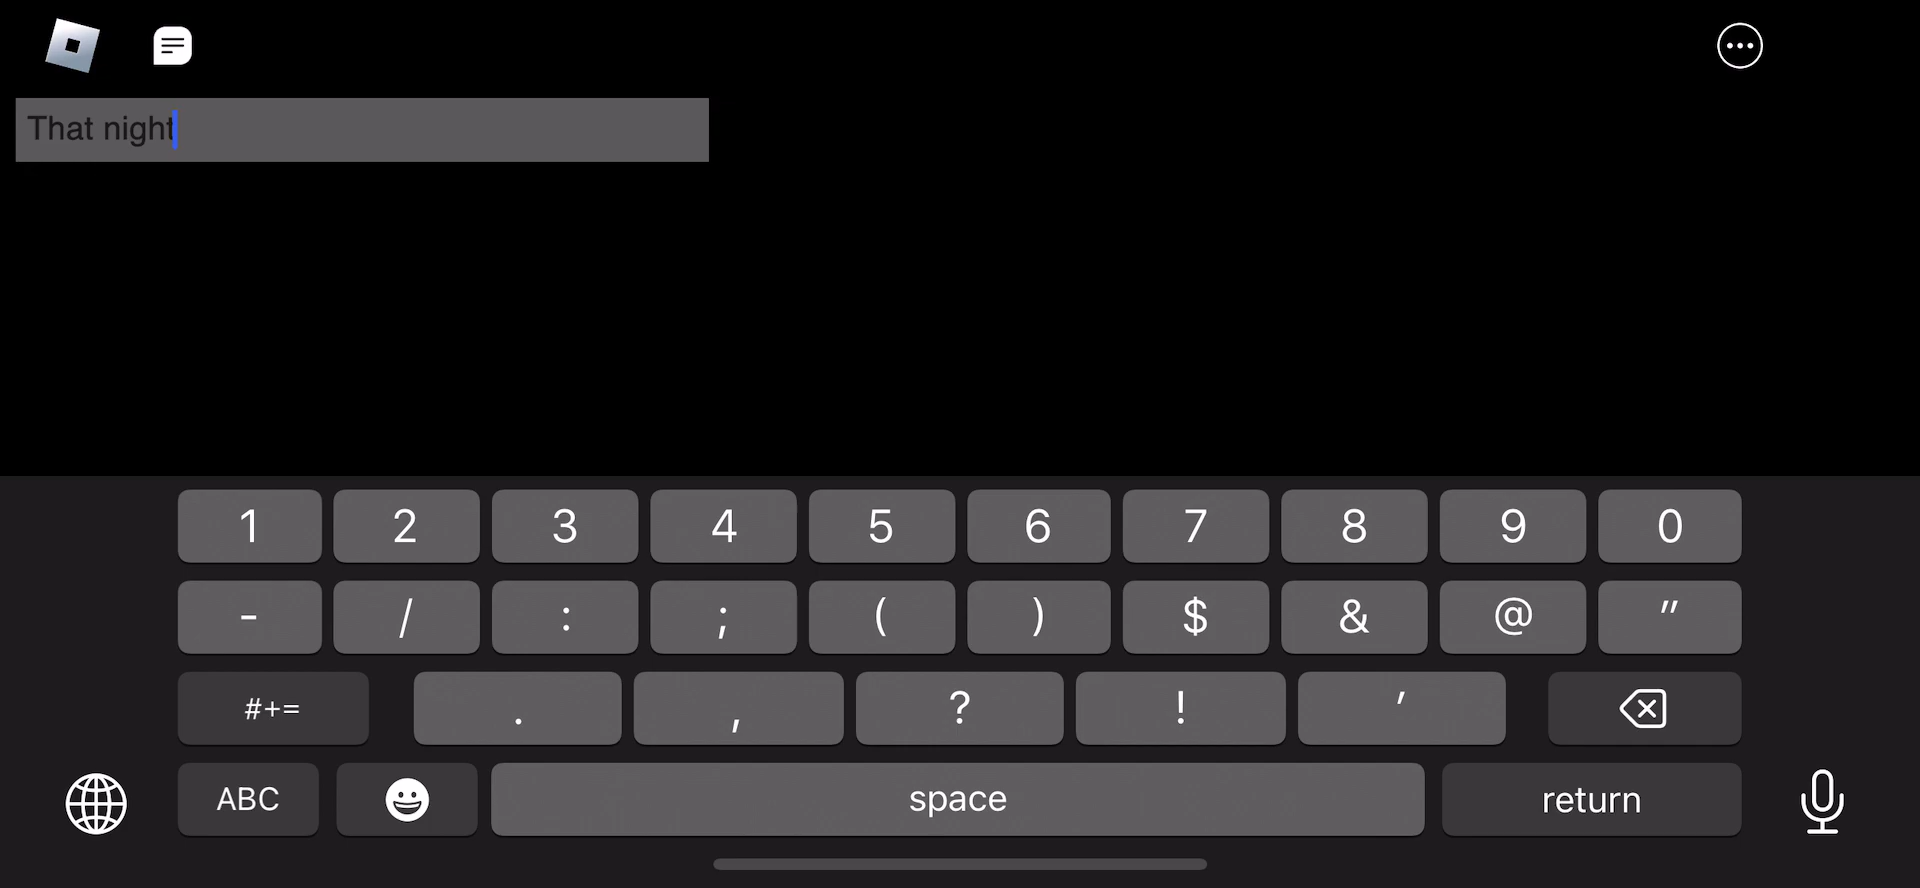 That night
1 2 3 4 5 6 7 8 9 0
- / : ; ( ) $ & @ "
#+= . , ? ! '
ABC space return